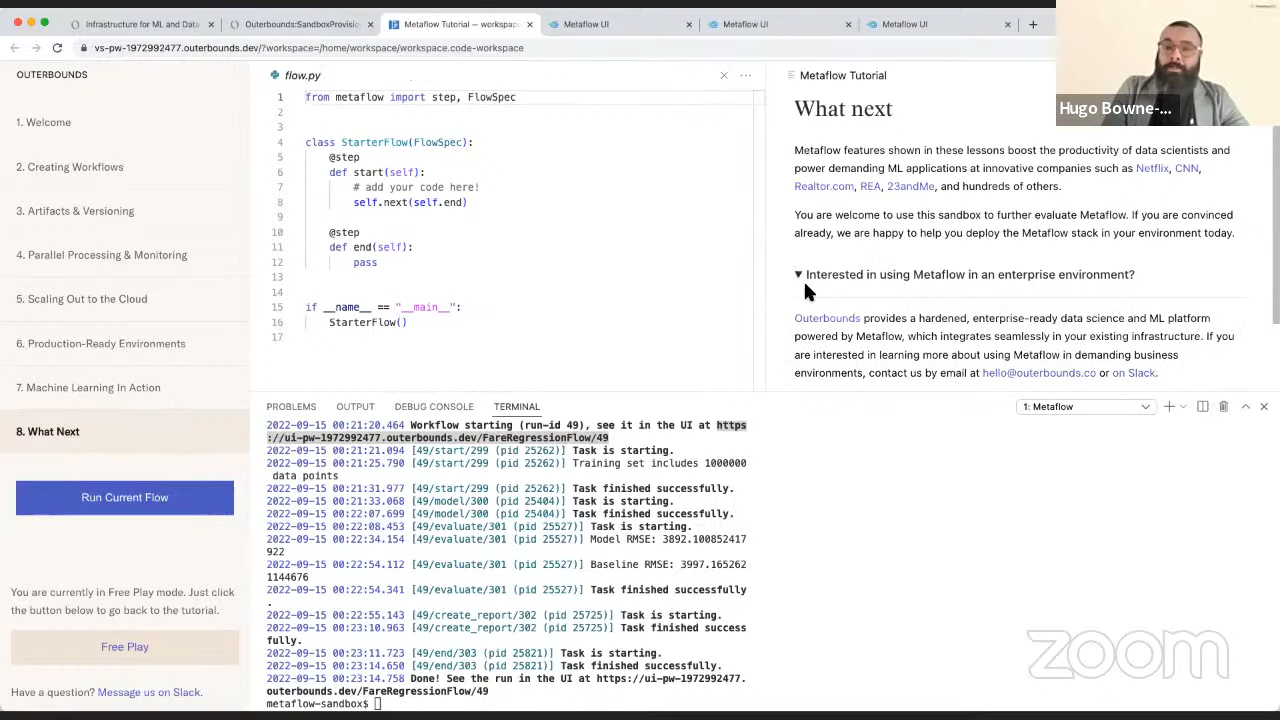 Infrastructure for ML and Data
Outerbounds:SandboxProvision
Metaflow Tutorial — workspace
Metaflow UI
Metaflow UI
Metaflow UI
vs-pw-1972992477.outerbounds.dev/?workspace=/home/workspace/workspace.code-workspace
OUTERBOUNDS
1. Welcome
2. Creating Workflows
3. Artifacts & Versioning
4. Parallel Processing & Monitoring
5. Scaling Out to the Cloud
6. Production-Ready Environments
7. Machine Learning In Action
8. What Next
Run Current Flow
You are currently in Free Play mode. Just click
the button below to go back to the tutorial.
Free Play
Have a question? Message us on Slack.
flow.py
1 from metaflow import step, FlowSpec
2
3
4 class StarterFlow(FlowSpec):
5 @step
6 def start(self):
7 # add your code here!
8 self.next(self.end)
9
10 @step
11 def end(self):
12 pass
13
14
15 if __name__ == "__main__":
16 StarterFlow()
17
Metaflow Tutorial
What next
Metaflow features shown in these lessons boost the productivity of data scientists and
power demanding ML applications at innovative companies such as Netflix, CNN,
Realtor.com, REA, 23andMe, and hundreds of others.
You are welcome to use this sandbox to further evaluate Metaflow. If you are convinced
already, we are happy to help you deploy the Metaflow stack in your environment today.
Interested in using Metaflow in an enterprise environment?
Outerbounds provides a hardened, enterprise-ready data science and ML platform
powered by Metaflow, which integrates seamlessly in your existing infrastructure. If you
are interested in learning more about using Metaflow in demanding business
environments, contact us by email at hello@outerbounds.co or on Slack.
Hugo Bowne-...
PROBLEMS OUTPUT DEBUG CONSOLE TERMINAL
1: Metaflow
2022-09-15 00:21:20.464 Workflow starting (run-id 49), see it in the UI at https
://ui-pw-1972992477.outerbounds.dev/FareRegressionFlow/49
2022-09-15 00:21:21.094 [49/start/299 (pid 25262)] Task is starting.
2022-09-15 00:21:25.790 [49/start/299 (pid 25262)] Training set includes 1000000
data points
2022-09-15 00:21:31.977 [49/start/299 (pid 25262)] Task finished successfully.
2022-09-15 00:21:33.068 [49/model/300 (pid 25404)] Task is starting.
2022-09-15 00:22:07.699 [49/model/300 (pid 25404)] Task finished successfully.
2022-09-15 00:22:08.453 [49/evaluate/301 (pid 25527)] Task is starting.
2022-09-15 00:22:34.154 [49/evaluate/301 (pid 25527)] Model RMSE: 3892.100852417
922
2022-09-15 00:22:54.112 [49/evaluate/301 (pid 25527)] Baseline RMSE: 3997.165262
1144676
2022-09-15 00:22:54.341 [49/evaluate/301 (pid 25527)] Task finished successfully
.
2022-09-15 00:22:55.143 [49/create_report/302 (pid 25725)] Task is starting.
2022-09-15 00:23:10.963 [49/create_report/302 (pid 25725)] Task finished success
fully.
2022-09-15 00:23:11.723 [49/end/303 (pid 25821)] Task is starting.
2022-09-15 00:23:14.650 [49/end/303 (pid 25821)] Task finished successfully.
2022-09-15 00:23:14.758 Done! See the run in the UI at https://ui-pw-1972992477.
outerbounds.dev/FareRegressionFlow/49
metaflow-sandbox$
zoom